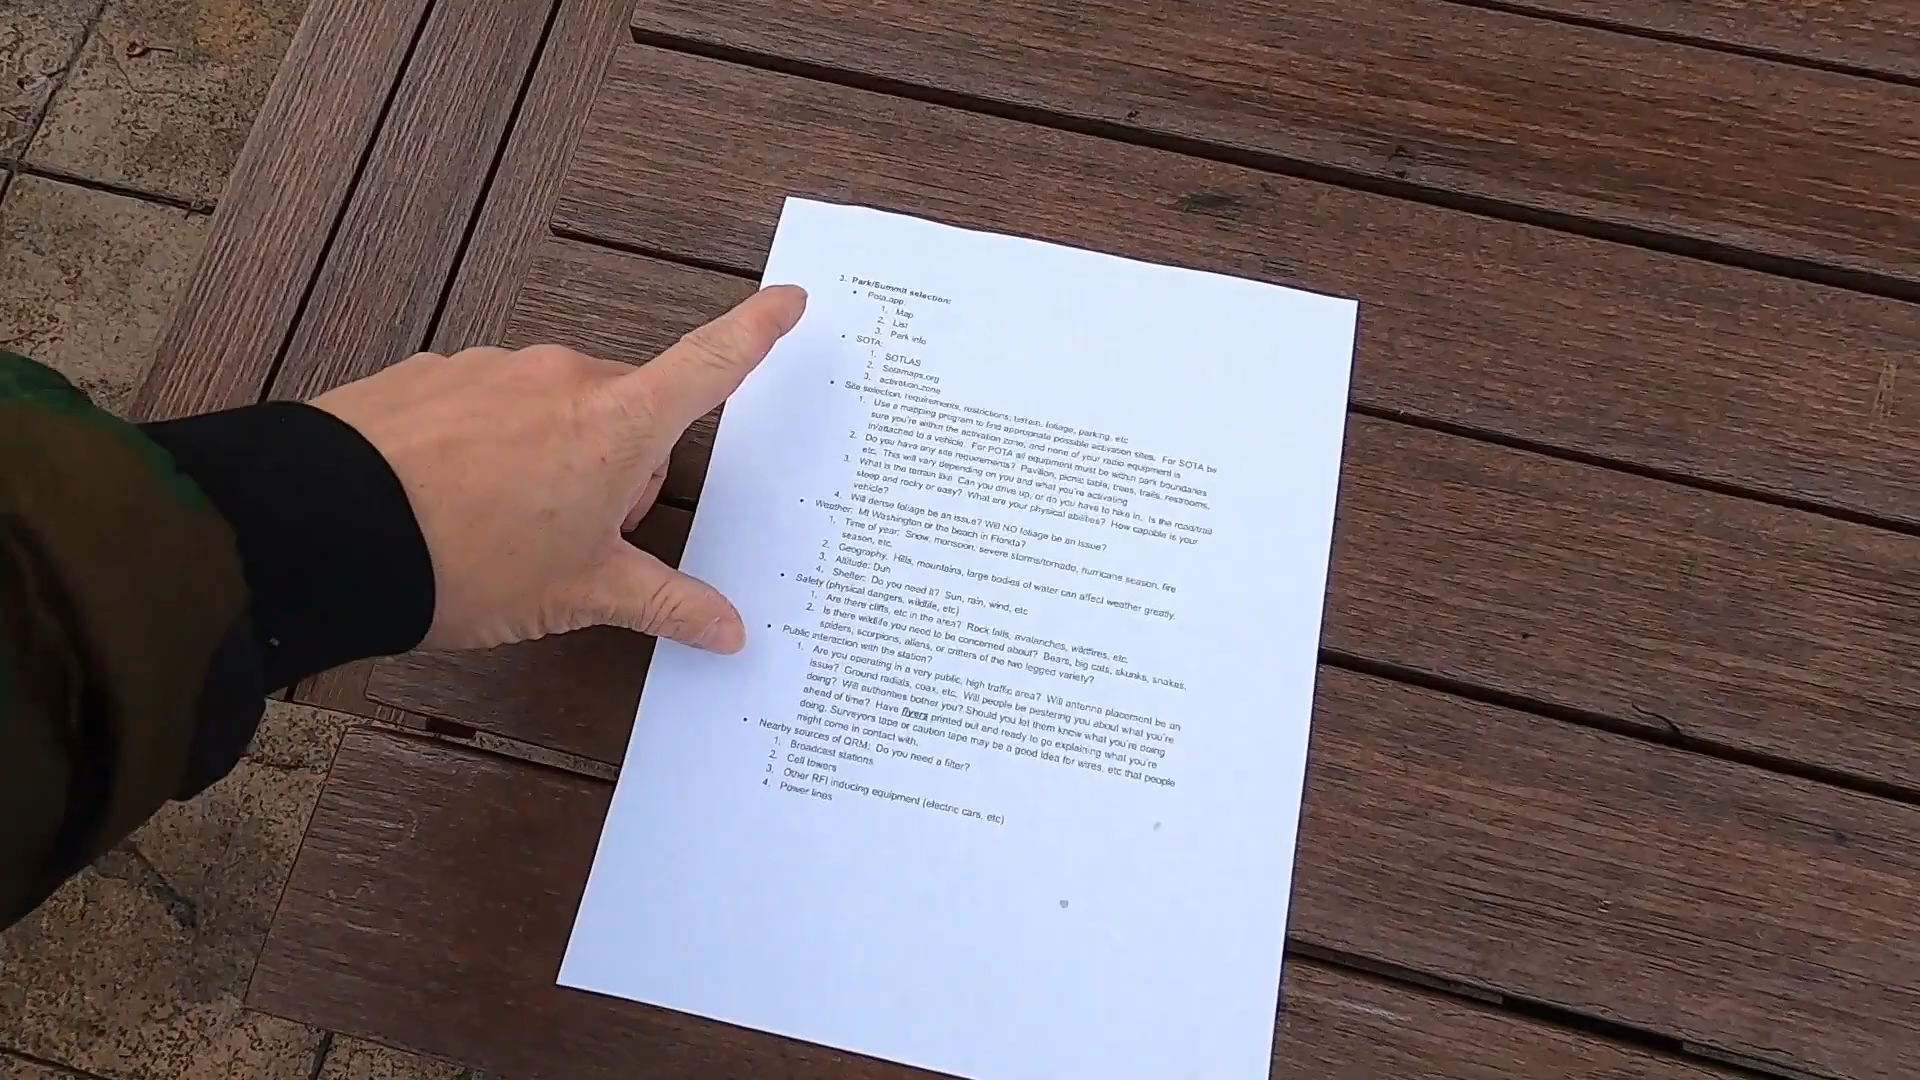 3. Park/Summit selection:
• Pota.app:
1. Map
2. List
3. Park info
• SOTA:
1. SOTLAS
2. Sotamaps.org
3. activation.zone
• Site selection, requirements, restrictions, terrain, foliage, parking, etc
1. Use a mapping program to find appropriate possible activation sites. For SOTA be
sure you're within the activation zone, and none of your radio equipment is
in/attached to a vehicle. For POTA all equipment must be within park boundaries
2. Do you have any site requirements? Pavilion, picnic table, trees, trails, restrooms,
etc. This will vary depending on you and what you're activating
3. What is the terrain like. Can you drive up, or do you have to hike in. Is the road/trail
steep and rocky or easy? What are your physical abilities? How capable is your
vehicle?
4. Will dense foliage be an issue? Will NO foliage be an issue?
• Weather: Mt Washington or the beach in Florida?
1. Time of year: Snow, monsoon, severe storms/tornado, hurricane season, fire
season, etc.
2. Geography. Hills, mountains, large bodies of water can affect weather greatly.
3. Altitude: Duh
4. Shelter: Do you need it? Sun, rain, wind, etc
• Safety (physical dangers, wildlife, etc)
1. Are there cliffs, etc in the area? Rock falls, avalanches, wildfires, etc.
2. Is there wildlife you need to be concerned about? Bears, big cats, skunks, snakes,
spiders, scorpions, aliens, or critters of the two legged variety?
• Public interaction with the station?
1. Are you operating in a very public, high traffic area? Will antenna placement be an
issue? Ground radials, coax, etc. Will people be pestering you about what you're
doing? Will authorities bother you? Should you let them know what you're doing
ahead of time? Have flyers printed out and ready to go explaining what you're
doing. Surveyors tape or caution tape may be a good idea for wires, etc that people
might come in contact with.
• Nearby sources of QRM: Do you need a filter?
1. Broadcast stations
2. Cell towers
3. Other RFI inducing equipment (electric cars, etc)
4. Power lines